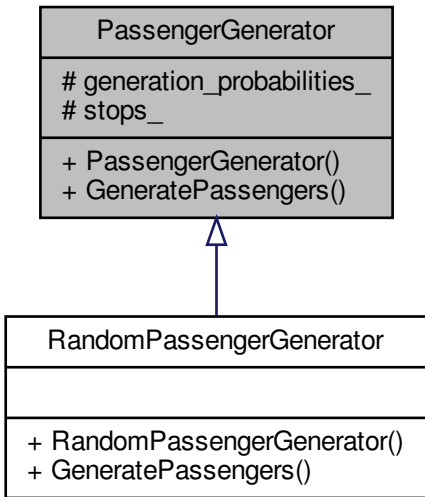 PassengerGenerator
# generation_probabilities_
# stops_
+ PassengerGenerator()
+ GeneratePassengers()
RandomPassengerGenerator
+ RandomPassengerGenerator()
+ GeneratePassengers()